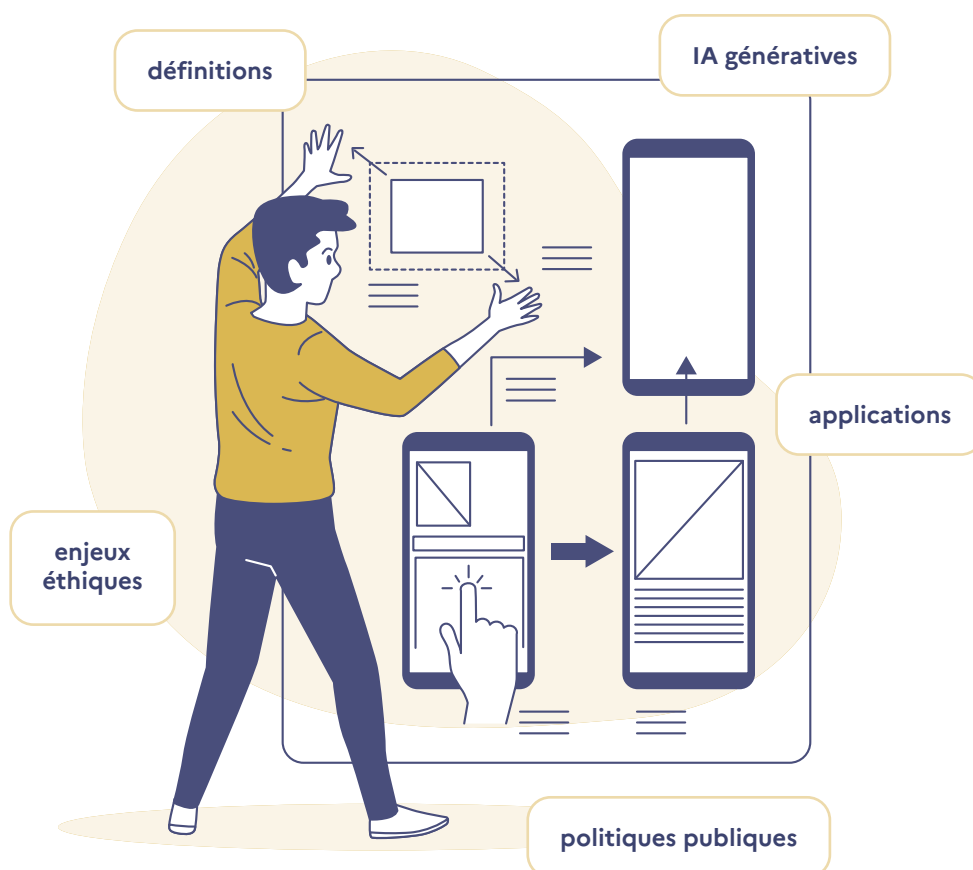 définitions
IA génératives
applications
enjeux
éthiques
politiques publiques